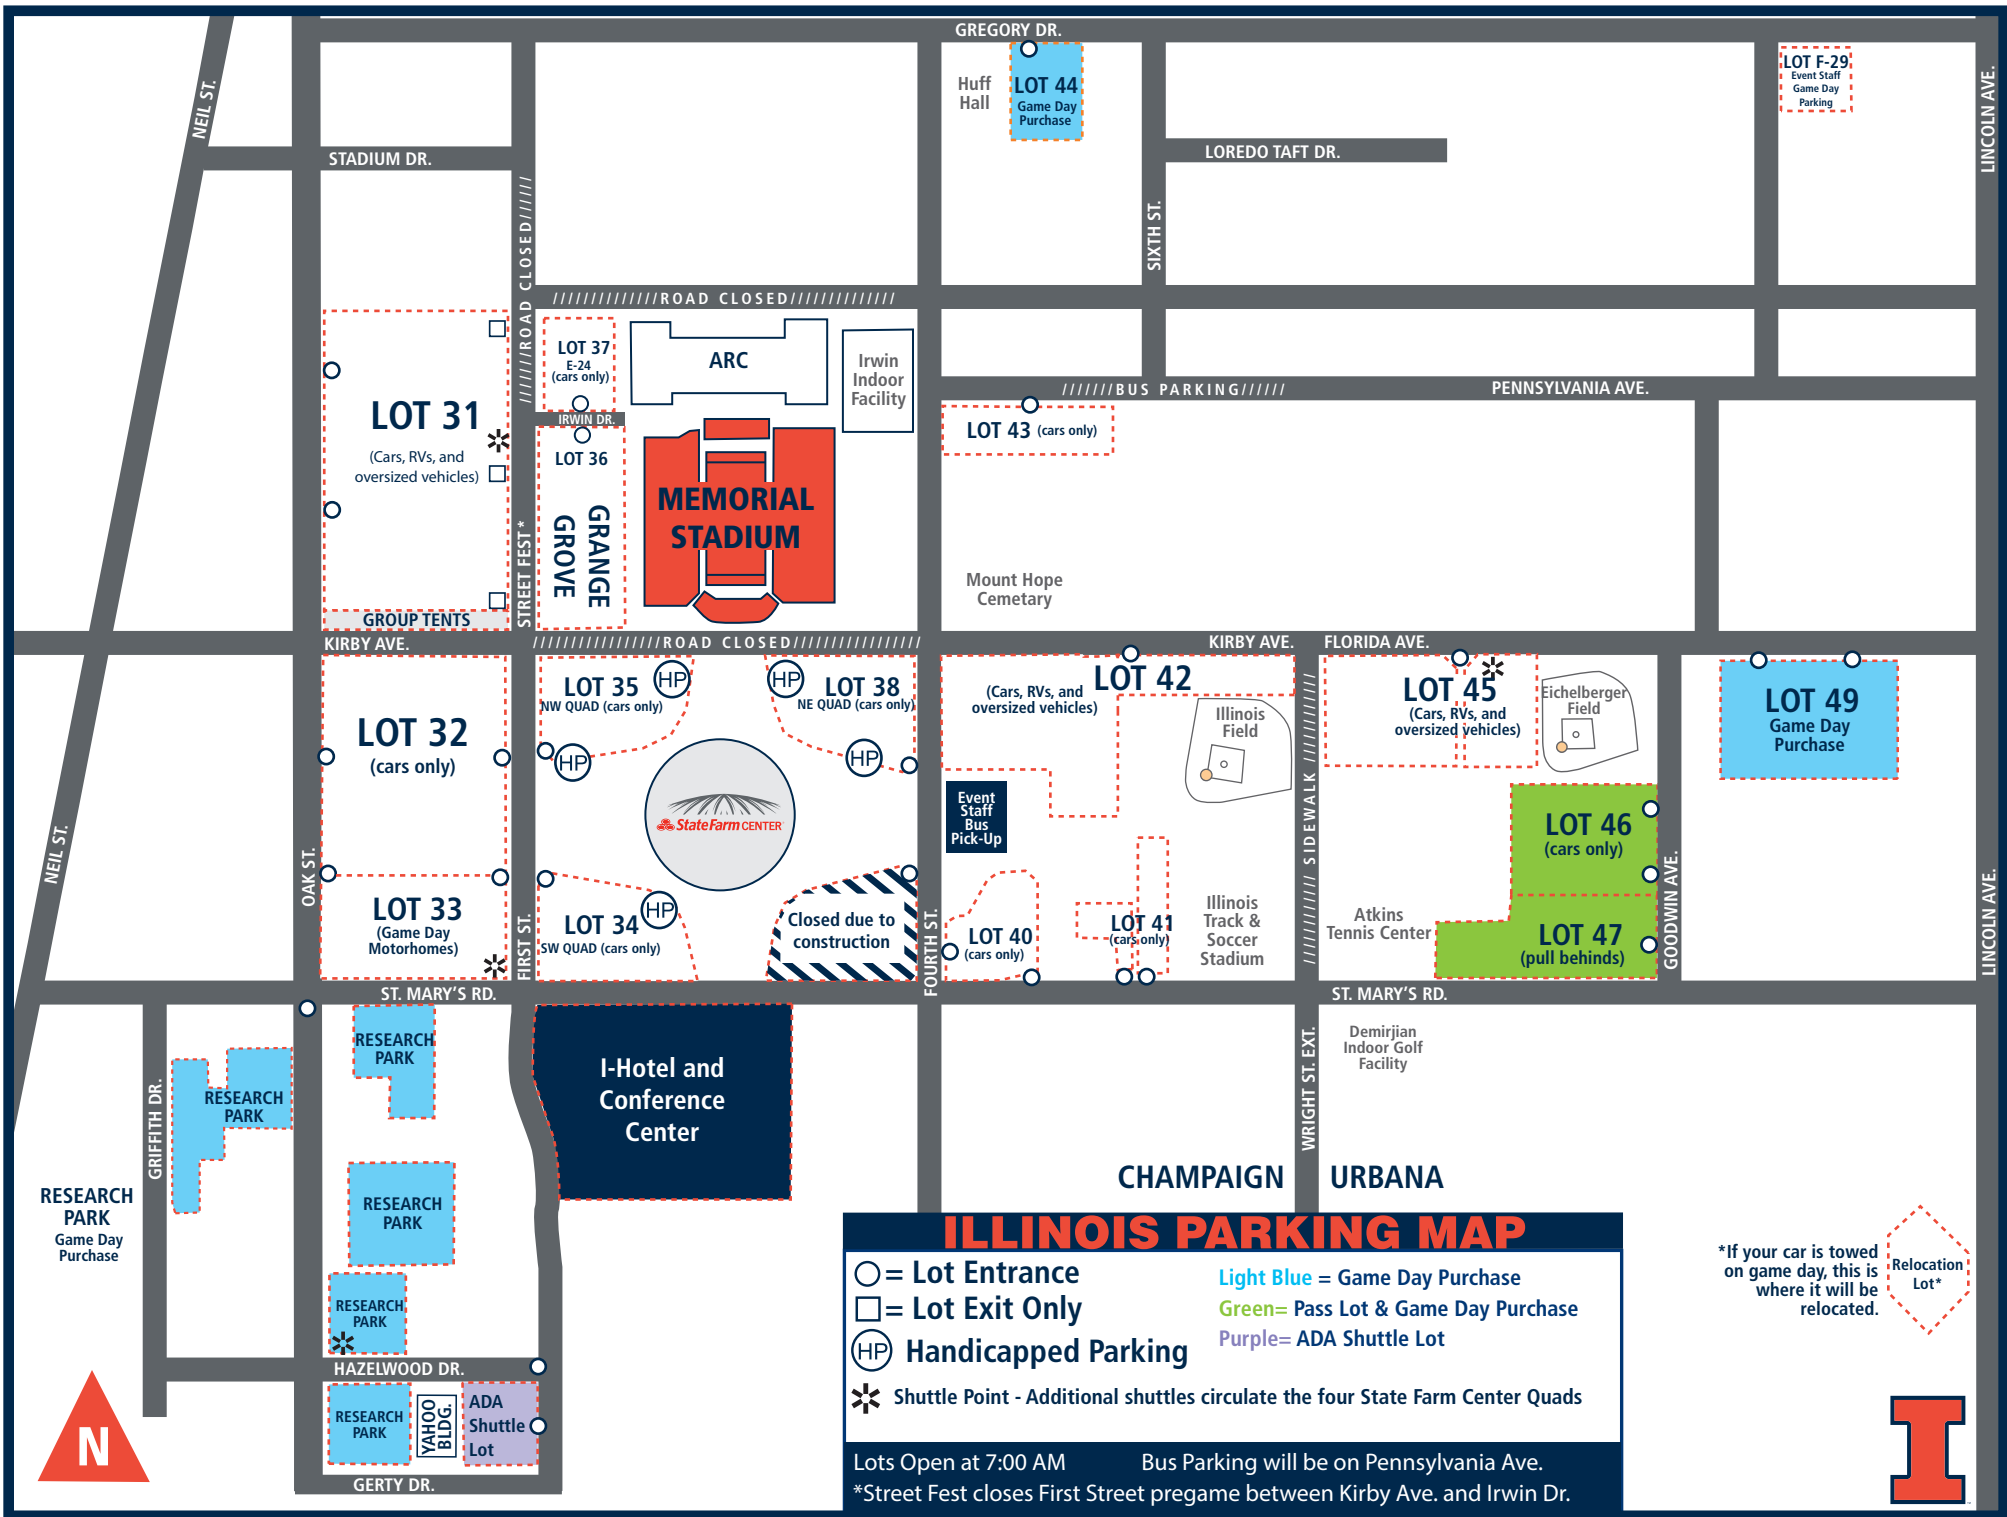 GREGORY DR.
NEIL ST.
Huff
Hall
LOT 44
Game Day
Purchase
LOT F-29
Event Staff
Game Day
Parking
LINCOLN AVE.
STADIUM DR.
LOREDO TAFT DR.
SIXTH ST.
//////ROAD CLOSED//////
//////////////ROAD CLOSED//////////////
LOT 31
(Cars, RVs, and
oversized vehicles)
GROUP TENTS
LOT 37
E-24
(cars only)
IRWIN DR.
LOT 36
GRANGE
GROVE
ARC
Irwin
Indoor
Facility
MEMORIAL
STADIUM
STREET FEST*
///////BUS PARKING//////
PENNSYLVANIA AVE.
LOT 43 (cars only)
Mount Hope
Cemetary
KIRBY AVE.
/////////////////ROAD CLOSED/////////////////
KIRBY AVE.
FLORIDA AVE.
LOT 32
(cars only)
LOT 35
NW QUAD (cars only)
HP
HP
HP
LOT 38
NE QUAD (cars only)
HP
StateFarm CENTER
LOT 42
(Cars, RVs, and
oversized vehicles)
Illinois
Field
Event
Staff
Bus
Pick-Up
////////// SIDEWALK //////////
LOT 45
(Cars, RVs, and
oversized vehicles)
Eichelberger
Field
LOT 49
Game Day
Purchase
LOT 46
(cars only)
LOT 47
(pull behinds)
GOODWIN AVE.
LINCOLN AVE.
NEIL ST.
OAK ST.
LOT 33
(Game Day
Motorhomes)
FIRST ST.
LOT 34
SW QUAD (cars only)
HP
Closed due to
construction
FOURTH ST.
LOT 40
(cars only)
LOT 41
(cars only)
Illinois
Track &
Soccer
Stadium
Atkins
Tennis Center
ST. MARY'S RD.
ST. MARY'S RD.
RESEARCH
PARK
RESEARCH
PARK
GRIFFITH DR.
I-Hotel and
Conference
Center
WRIGHT ST. EXT.
Demirjian
Indoor Golf
Facility
CHAMPAIGN
URBANA
RESEARCH
PARK
Game Day
Purchase
RESEARCH
PARK
RESEARCH
PARK
HAZELWOOD DR.
RESEARCH
PARK
YAHOO
BLDG.
ADA
Shuttle
Lot
GERTY DR.
N
ILLINOIS PARKING MAP
= Lot Entrance
= Lot Exit Only
HP Handicapped Parking
Light Blue = Game Day Purchase
Green= Pass Lot & Game Day Purchase
Purple= ADA Shuttle Lot
Shuttle Point - Additional shuttles circulate the four State Farm Center Quads
Lots Open at 7:00 AM Bus Parking will be on Pennsylvania Ave.
*Street Fest closes First Street pregame between Kirby Ave. and Irwin Dr.
*If your car is towed
on game day, this is
where it will be
relocated.
Relocation
Lot*
I